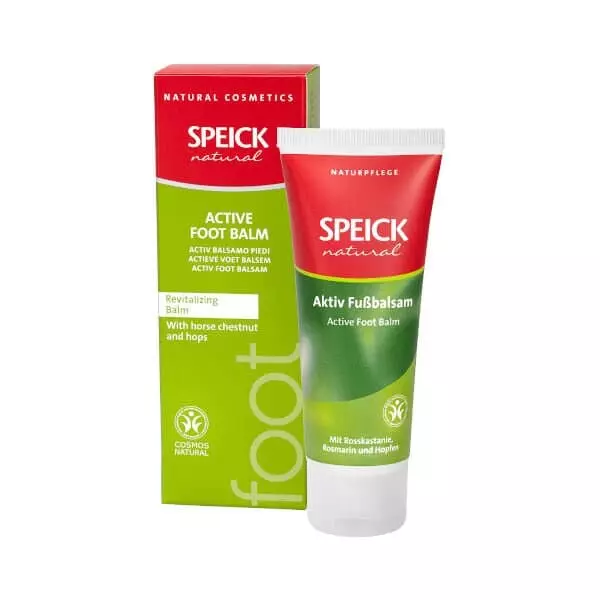 NATURAL COSMETICS
SPEICK
natural
ACTIVE
FOOT BALM
ACTIV BALSAMO PIEDI
ACTIEVE VOET BALSEM
ACTIV FOOT BALSAM
Revitalizing
Balm
With horse chestnut
and hops
foot
COSMOS
NATURAL
NATURPFLEGE
SPEICK
natural
Aktiv Fußbalsam
Active Foot Balm
Mit Rosskastanie,
Rosmarin und Hopfen